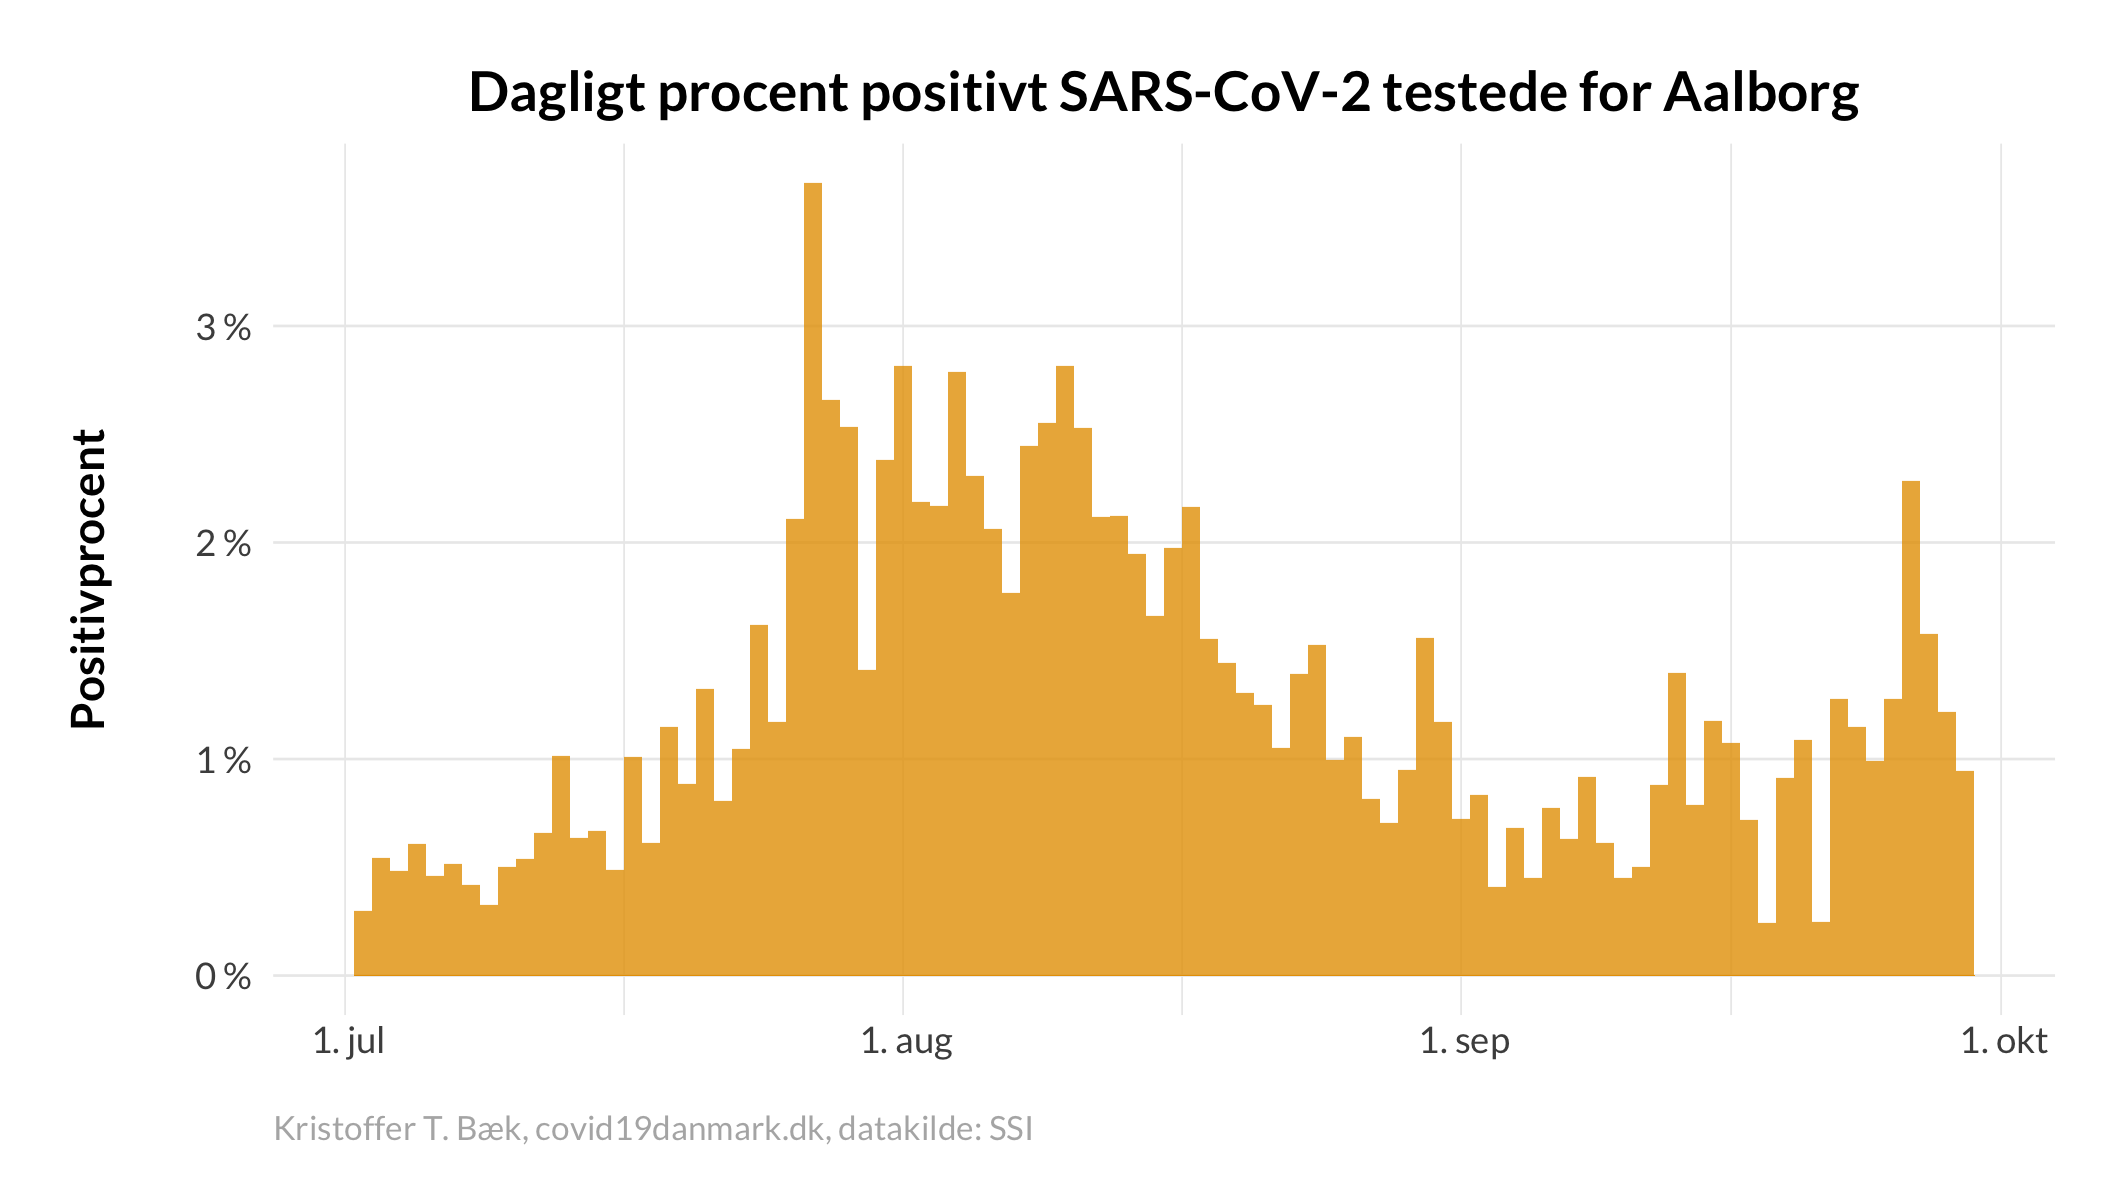 Dagligt procent positivt SARS-CoV-2 testede for Aalborg
Positivprocent
3 %
2 %
1 %
0 %
1. jul
1. aug
1. sep
1. okt
Kristoffer T. Bæk, covid19danmark.dk, datakilde: SSI